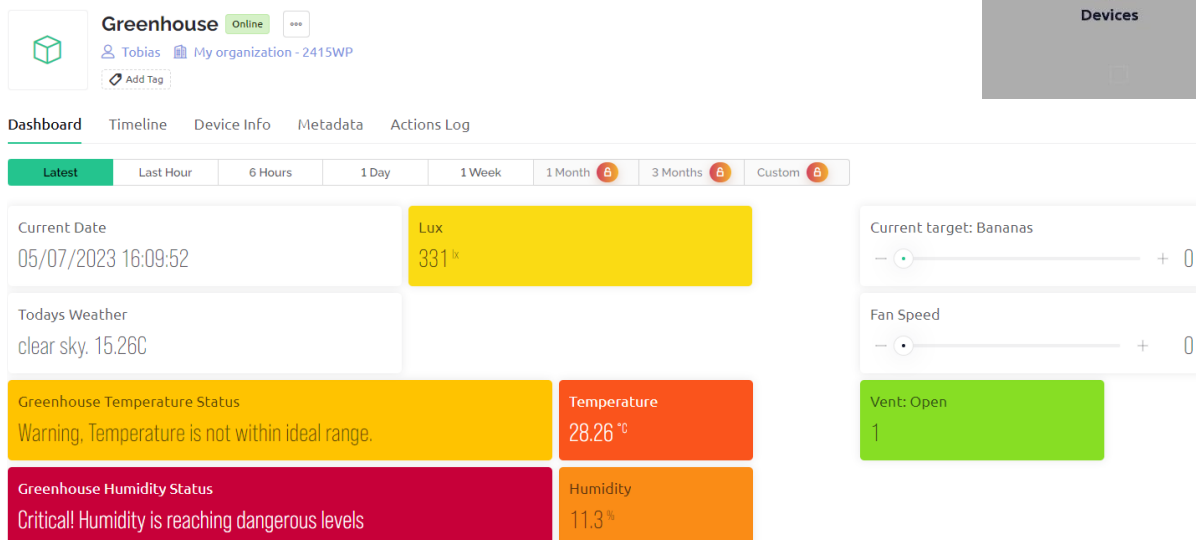 Greenhouse Online
Devices
Tobias My organization - 2415WP
Add Tag
Dashboard Timeline Device Info Metadata Actions Log
Latest Last Hour 6 Hours 1 Day 1 Week 1 Month 3 Months Custom
Current Date
05/07/2023 16:09:52
Lux
331 lx
Current target: Bananas
0
Todays Weather
clear sky. 15.26C
Fan Speed
0
Greenhouse Temperature Status
Warning, Temperature is not within ideal range.
Temperature
28.26 °C
Vent: Open
1
Greenhouse Humidity Status
Critical! Humidity is reaching dangerous levels
Humidity
11.3 %